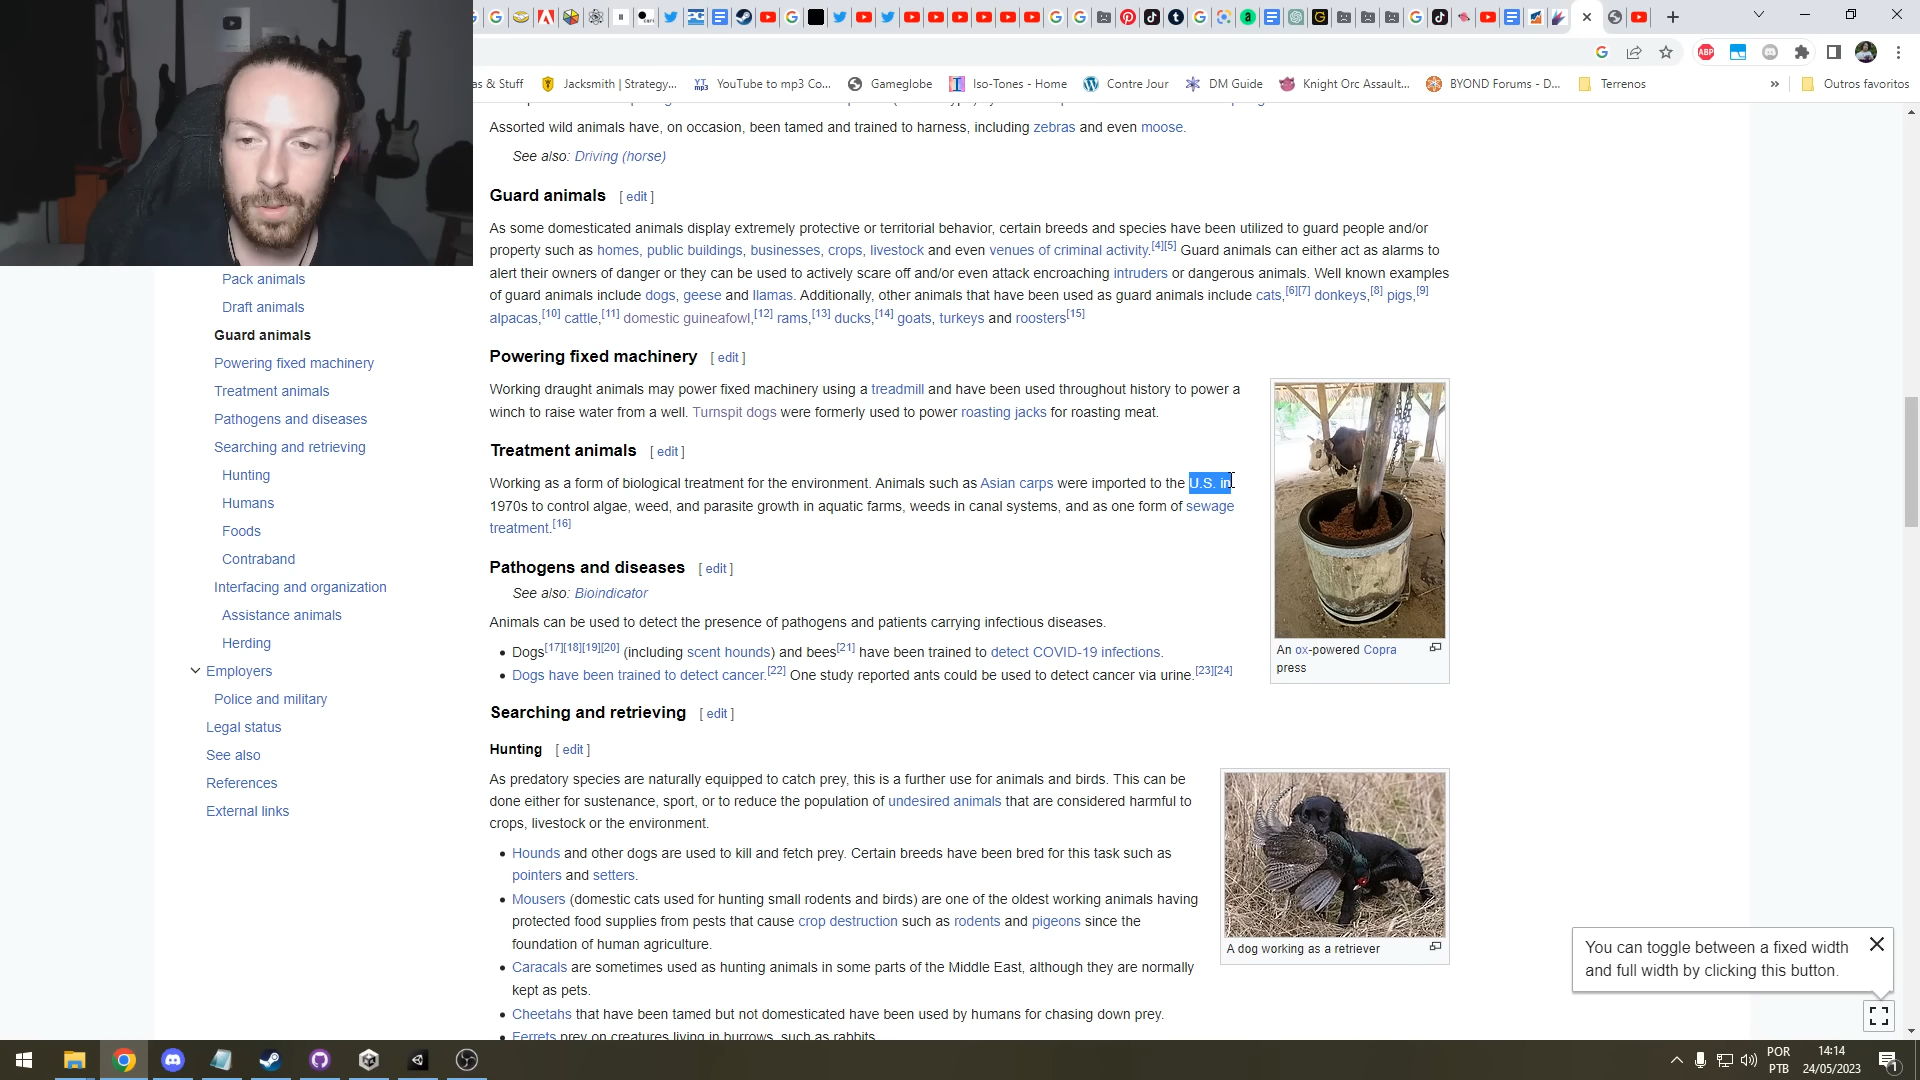 as & Stuff
Jacksmith | Strategy...
YouTube to mp3 Co...
Gameglobe
Iso-Tones - Home
Contre Jour
DM Guide
Knight Orc Assault...
BYOND Forums - D...
Terrenos
»
Outros favoritos
Assorted wild animals have, on occasion, been tamed and trained to harness, including zebras and even moose.
See also: Driving (horse)
Guard animals [ edit ]
As some domesticated animals display extremely protective or territorial behavior, certain breeds and species have been utilized to guard people and/or
property such as homes, public buildings, businesses, crops, livestock and even venues of criminal activity.[4][5] Guard animals can either act as alarms to
alert their owners of danger or they can be used to actively scare off and/or even attack encroaching intruders or dangerous animals. Well known examples
of guard animals include dogs, geese and llamas. Additionally, other animals that have been used as guard animals include cats,[6][7] donkeys,[8] pigs,[9]
alpacas,[10] cattle,[11] domestic guineafowl,[12] rams,[13] ducks,[14] goats, turkeys and roosters[15]
Powering fixed machinery [ edit ]
Working draught animals may power fixed machinery using a treadmill and have been used throughout history to power a
winch to raise water from a well. Turnspit dogs were formerly used to power roasting jacks for roasting meat.
Treatment animals [ edit ]
Working as a form of biological treatment for the environment. Animals such as Asian carps were imported to the U.S. in
1970s to control algae, weed, and parasite growth in aquatic farms, weeds in canal systems, and as one form of sewage
treatment.[16]
Pathogens and diseases [ edit ]
See also: Bioindicator
Animals can be used to detect the presence of pathogens and patients carrying infectious diseases.
• Dogs[17][18][19][20] (including scent hounds) and bees[21] have been trained to detect COVID-19 infections.
• Dogs have been trained to detect cancer.[22] One study reported ants could be used to detect cancer via urine.[23][24]
An ox-powered Copra
press
Searching and retrieving [ edit ]
Hunting [ edit ]
As predatory species are naturally equipped to catch prey, this is a further use for animals and birds. This can be
done either for sustenance, sport, or to reduce the population of undesired animals that are considered harmful to
crops, livestock or the environment.
• Hounds and other dogs are used to kill and fetch prey. Certain breeds have been bred for this task such as
pointers and setters.
• Mousers (domestic cats used for hunting small rodents and birds) are one of the oldest working animals having
protected food supplies from pests that cause crop destruction such as rodents and pigeons since the
foundation of human agriculture.
• Caracals are sometimes used as hunting animals in some parts of the Middle East, although they are normally
kept as pets.
• Cheetahs that have been tamed but not domesticated have been used by humans for chasing down prey.
• Ferrets prey on creatures living in burrows, such as rabbits.
A dog working as a retriever
Pack animals
Draft animals
Guard animals
Powering fixed machinery
Treatment animals
Pathogens and diseases
Searching and retrieving
Hunting
Humans
Foods
Contraband
Interfacing and organization
Assistance animals
Herding
Employers
Police and military
Legal status
See also
References
External links
You can toggle between a fixed width
and full width by clicking this button.
POR
PTB
14:14
24/05/2023